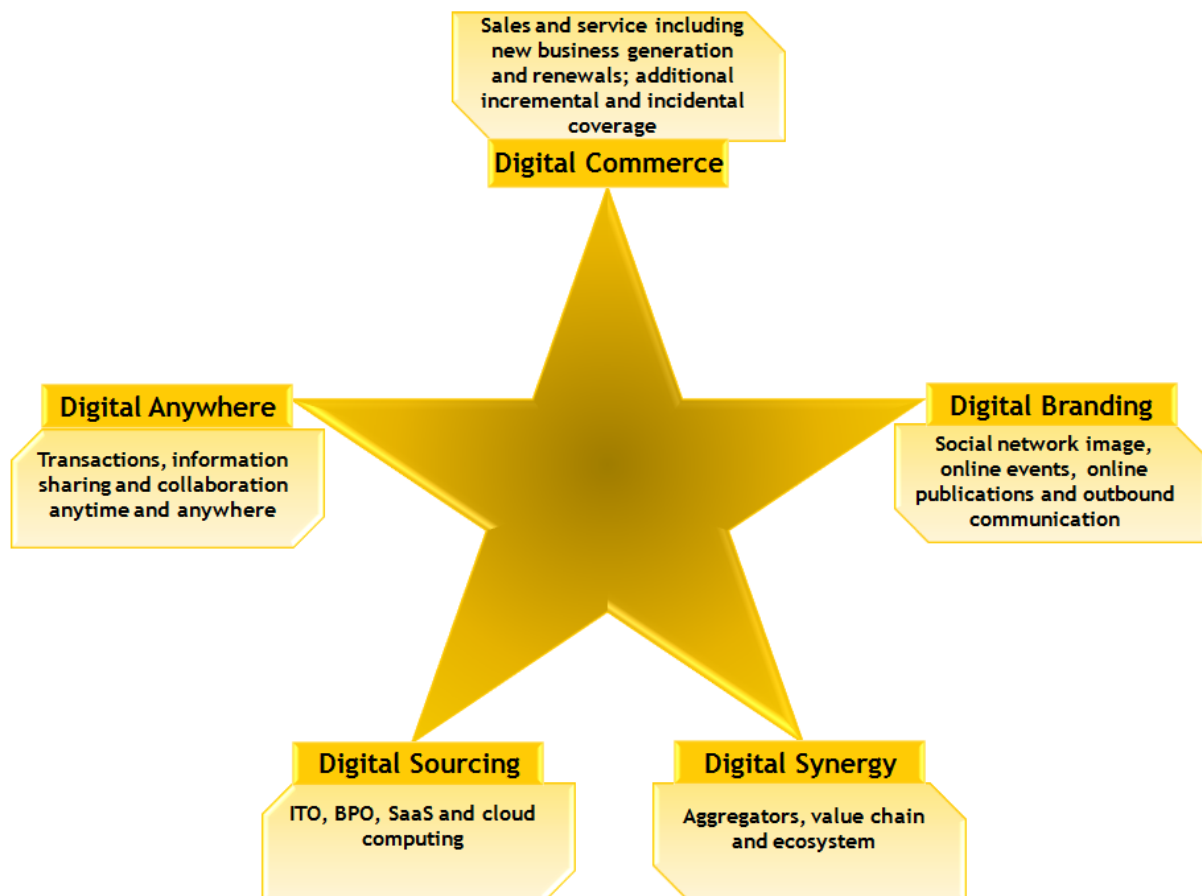 Sales and service including
new business generation
and renewals; additional
incremental and incidental
coverage
Digital Commerce
Digital Anywhere
Transactions, information
sharing and collaboration
anytime and anywhere
Digital Branding
Social network image,
online events, online
publications and outbound
communication
Digital Sourcing
ITO, BPO, SaaS and cloud
computing
Digital Synergy
Aggregators, value chain
and ecosystem